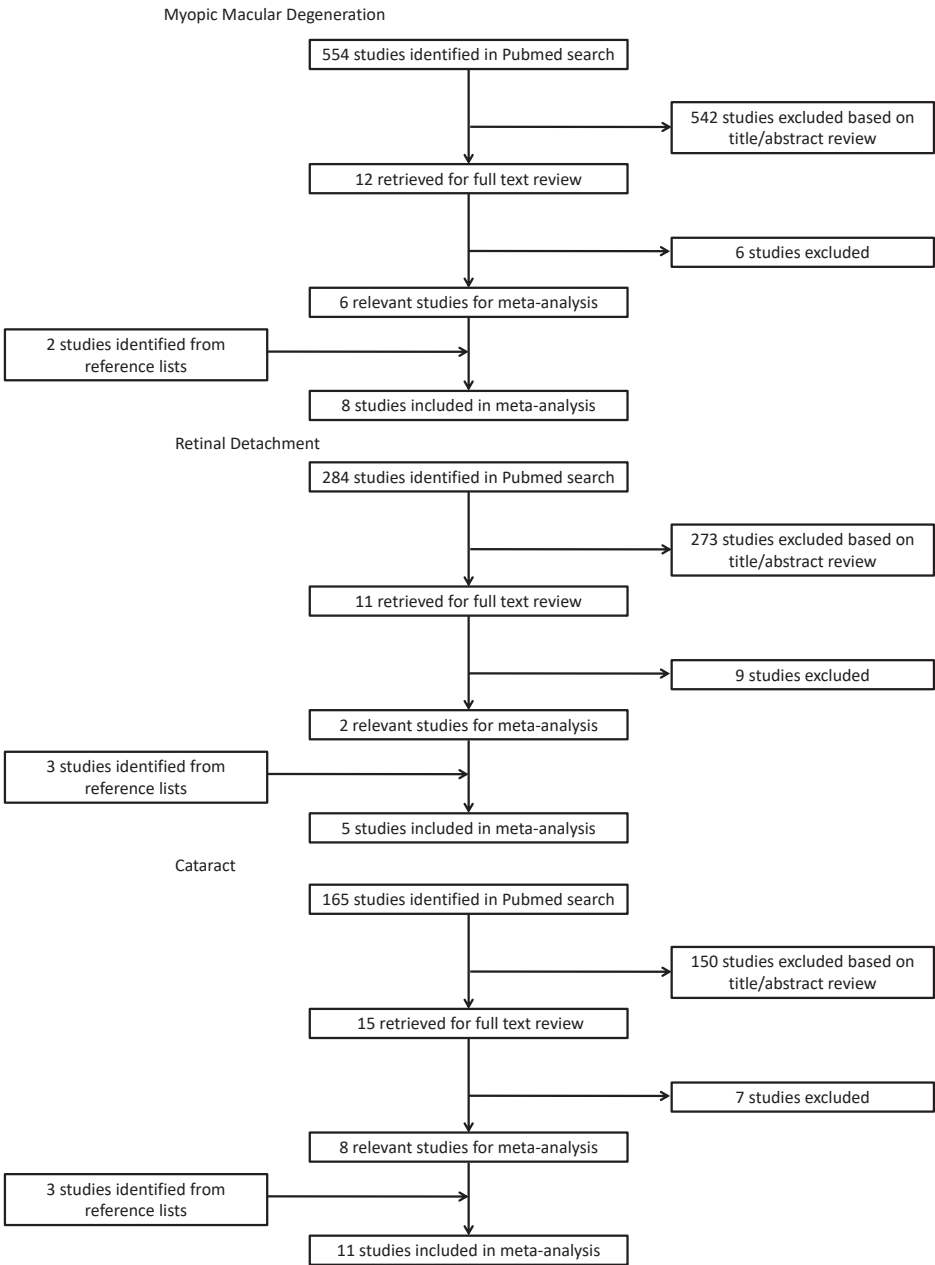 Myopic Macular Degeneration
554 studies identified in Pubmed search
542 studies excluded based on
title/abstract review
12 retrieved for full text review
6 studies excluded
6 relevant studies for meta-analysis
2 studies identified from
reference lists
8 studies included in meta-analysis
Retinal Detachment
284 studies identified in Pubmed search
273 studies excluded based on
title/abstract review
11 retrieved for full text review
9 studies excluded
2 relevant studies for meta-analysis
3 studies identified from
reference lists
5 studies included in meta-analysis
Cataract
165 studies identified in Pubmed search
150 studies excluded based on
title/abstract review
15 retrieved for full text review
7 studies excluded
8 relevant studies for meta-analysis
3 studies identified from
reference lists
11 studies included in meta-analysis